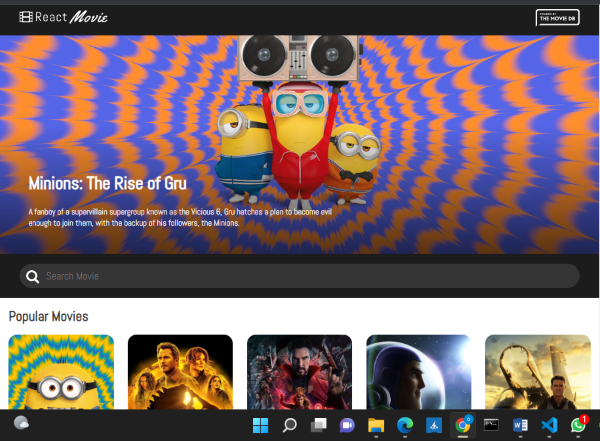 React Movie
POWERED BY
THE MOVIE DB
Minions: The Rise of Gru
A fanboy of a supervillain supergroup known as the Vicious 6, Gru hatches a plan to become evil
enough to join them, with the backup of his followers, the Minions.
Search Movie
Popular Movies
1